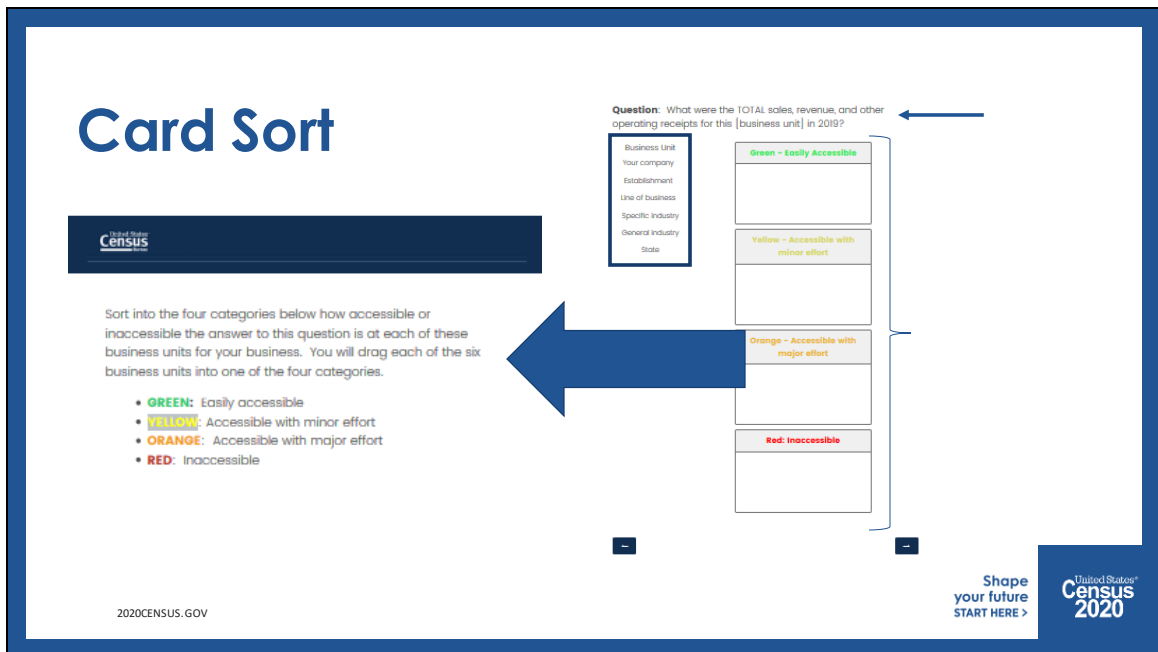 Card Sort
United States
Census
Bureau
Sort into the four categories below how accessible or
inaccessible the answer to this question is at each of these
business units for your business. You will drag each of the six
business units into one of the four categories.
• GREEN: Easily accessible
• YELLOW: Accessible with minor effort
• ORANGE: Accessible with major effort
• RED: Inaccessible
Question: What were the TOTAL sales, revenue, and other
operating receipts for this [business unit] in 2019?
Business Unit
Your company
Establishment
Line of business
Specific Industry
General Industry
State
Green - Easily Accessible
Yellow - Accessible with
minor effort
Orange - Accessible with
major effort
Red: Inaccessible
←
→
2020CENSUS.GOV
Shape
your future
START HERE >
United States®
Census
2020